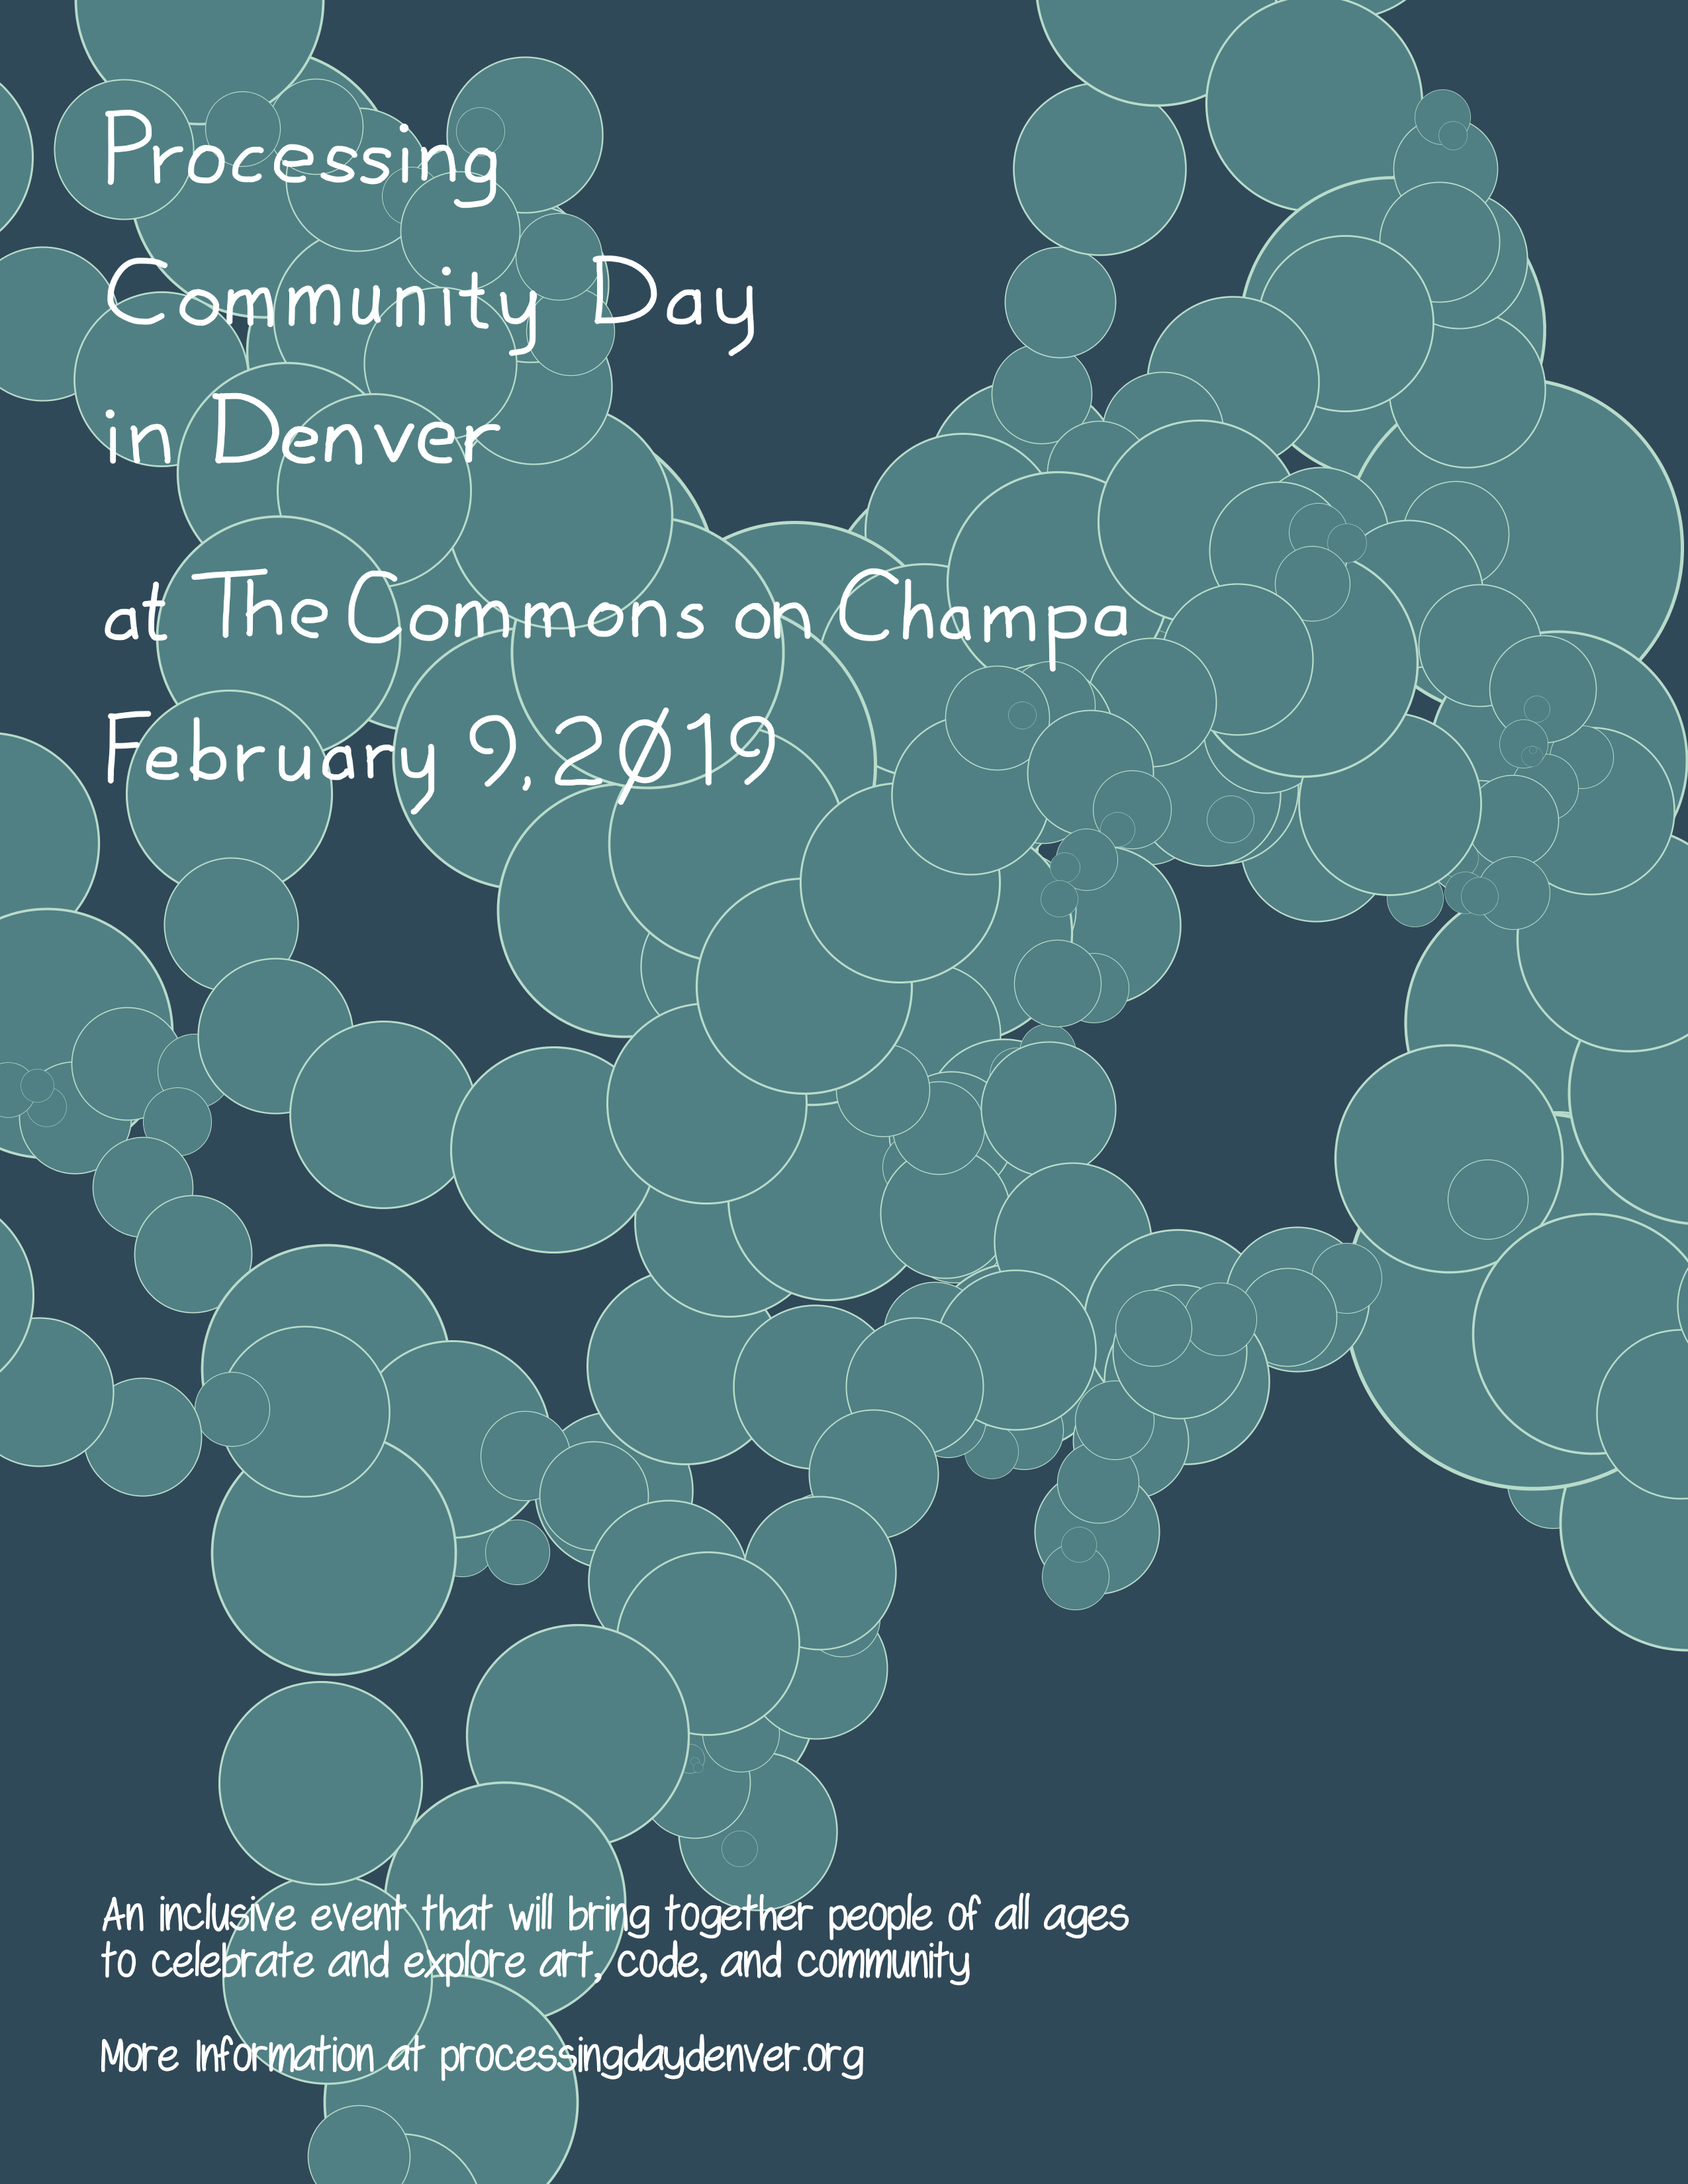 Processing
Community Day
in Denver
at The Commons on Champa
February 9, 2019
An inclusive event that will bring together people of all ages
to celebrate and explore art, code, and community
More Information at processingdaydenver.org